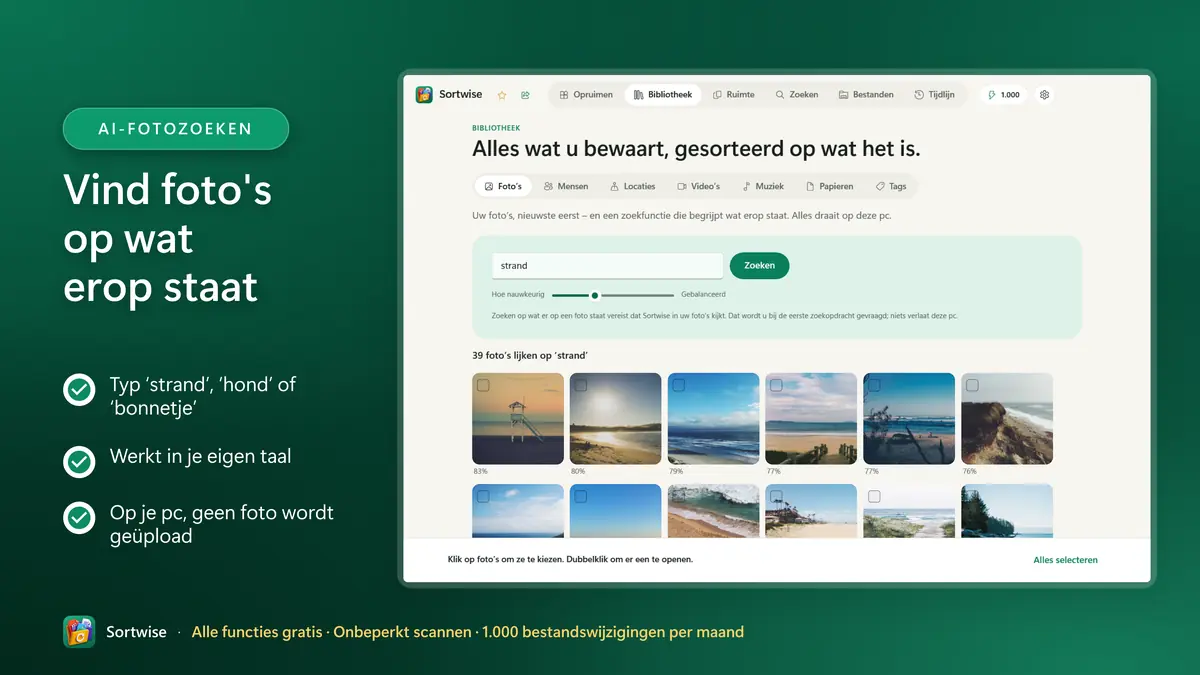 AI-FOTOZOEKEN
Vind foto's
op wat
erop staat
Typ ‘strand’, ‘hond’ of
‘bonnetje’
Werkt in je eigen taal
Op je pc, geen foto wordt
geüpload
Sortwise
Opruimen
Bibliotheek
Ruimte
Zoeken
Bestanden
Tijdlijn
1.000
BIBLIOTHEEK
Alles wat u bewaart, gesorteerd op wat het is.
Foto’s
Mensen
Locaties
Video’s
Muziek
Papieren
Tags
Uw foto’s, nieuwste eerst – en een zoekfunctie die begrijpt wat erop staat. Alles draait op deze pc.
strand
Zoeken
Hoe nauwkeurig
Gebalanceerd
Zoeken op wat er op een foto staat vereist dat Sortwise in uw foto’s kijkt. Dat wordt u bij de eerste zoekopdracht gevraagd; niets verlaat deze pc.
39 foto’s lijken op ‘strand’
83%
80%
79%
77%
77%
76%
Klik op foto’s om ze te kiezen. Dubbelklik om er een te openen.
Alles selecteren
Sortwise · Alle functies gratis · Onbeperkt scannen · 1.000 bestandswijzigingen per maand